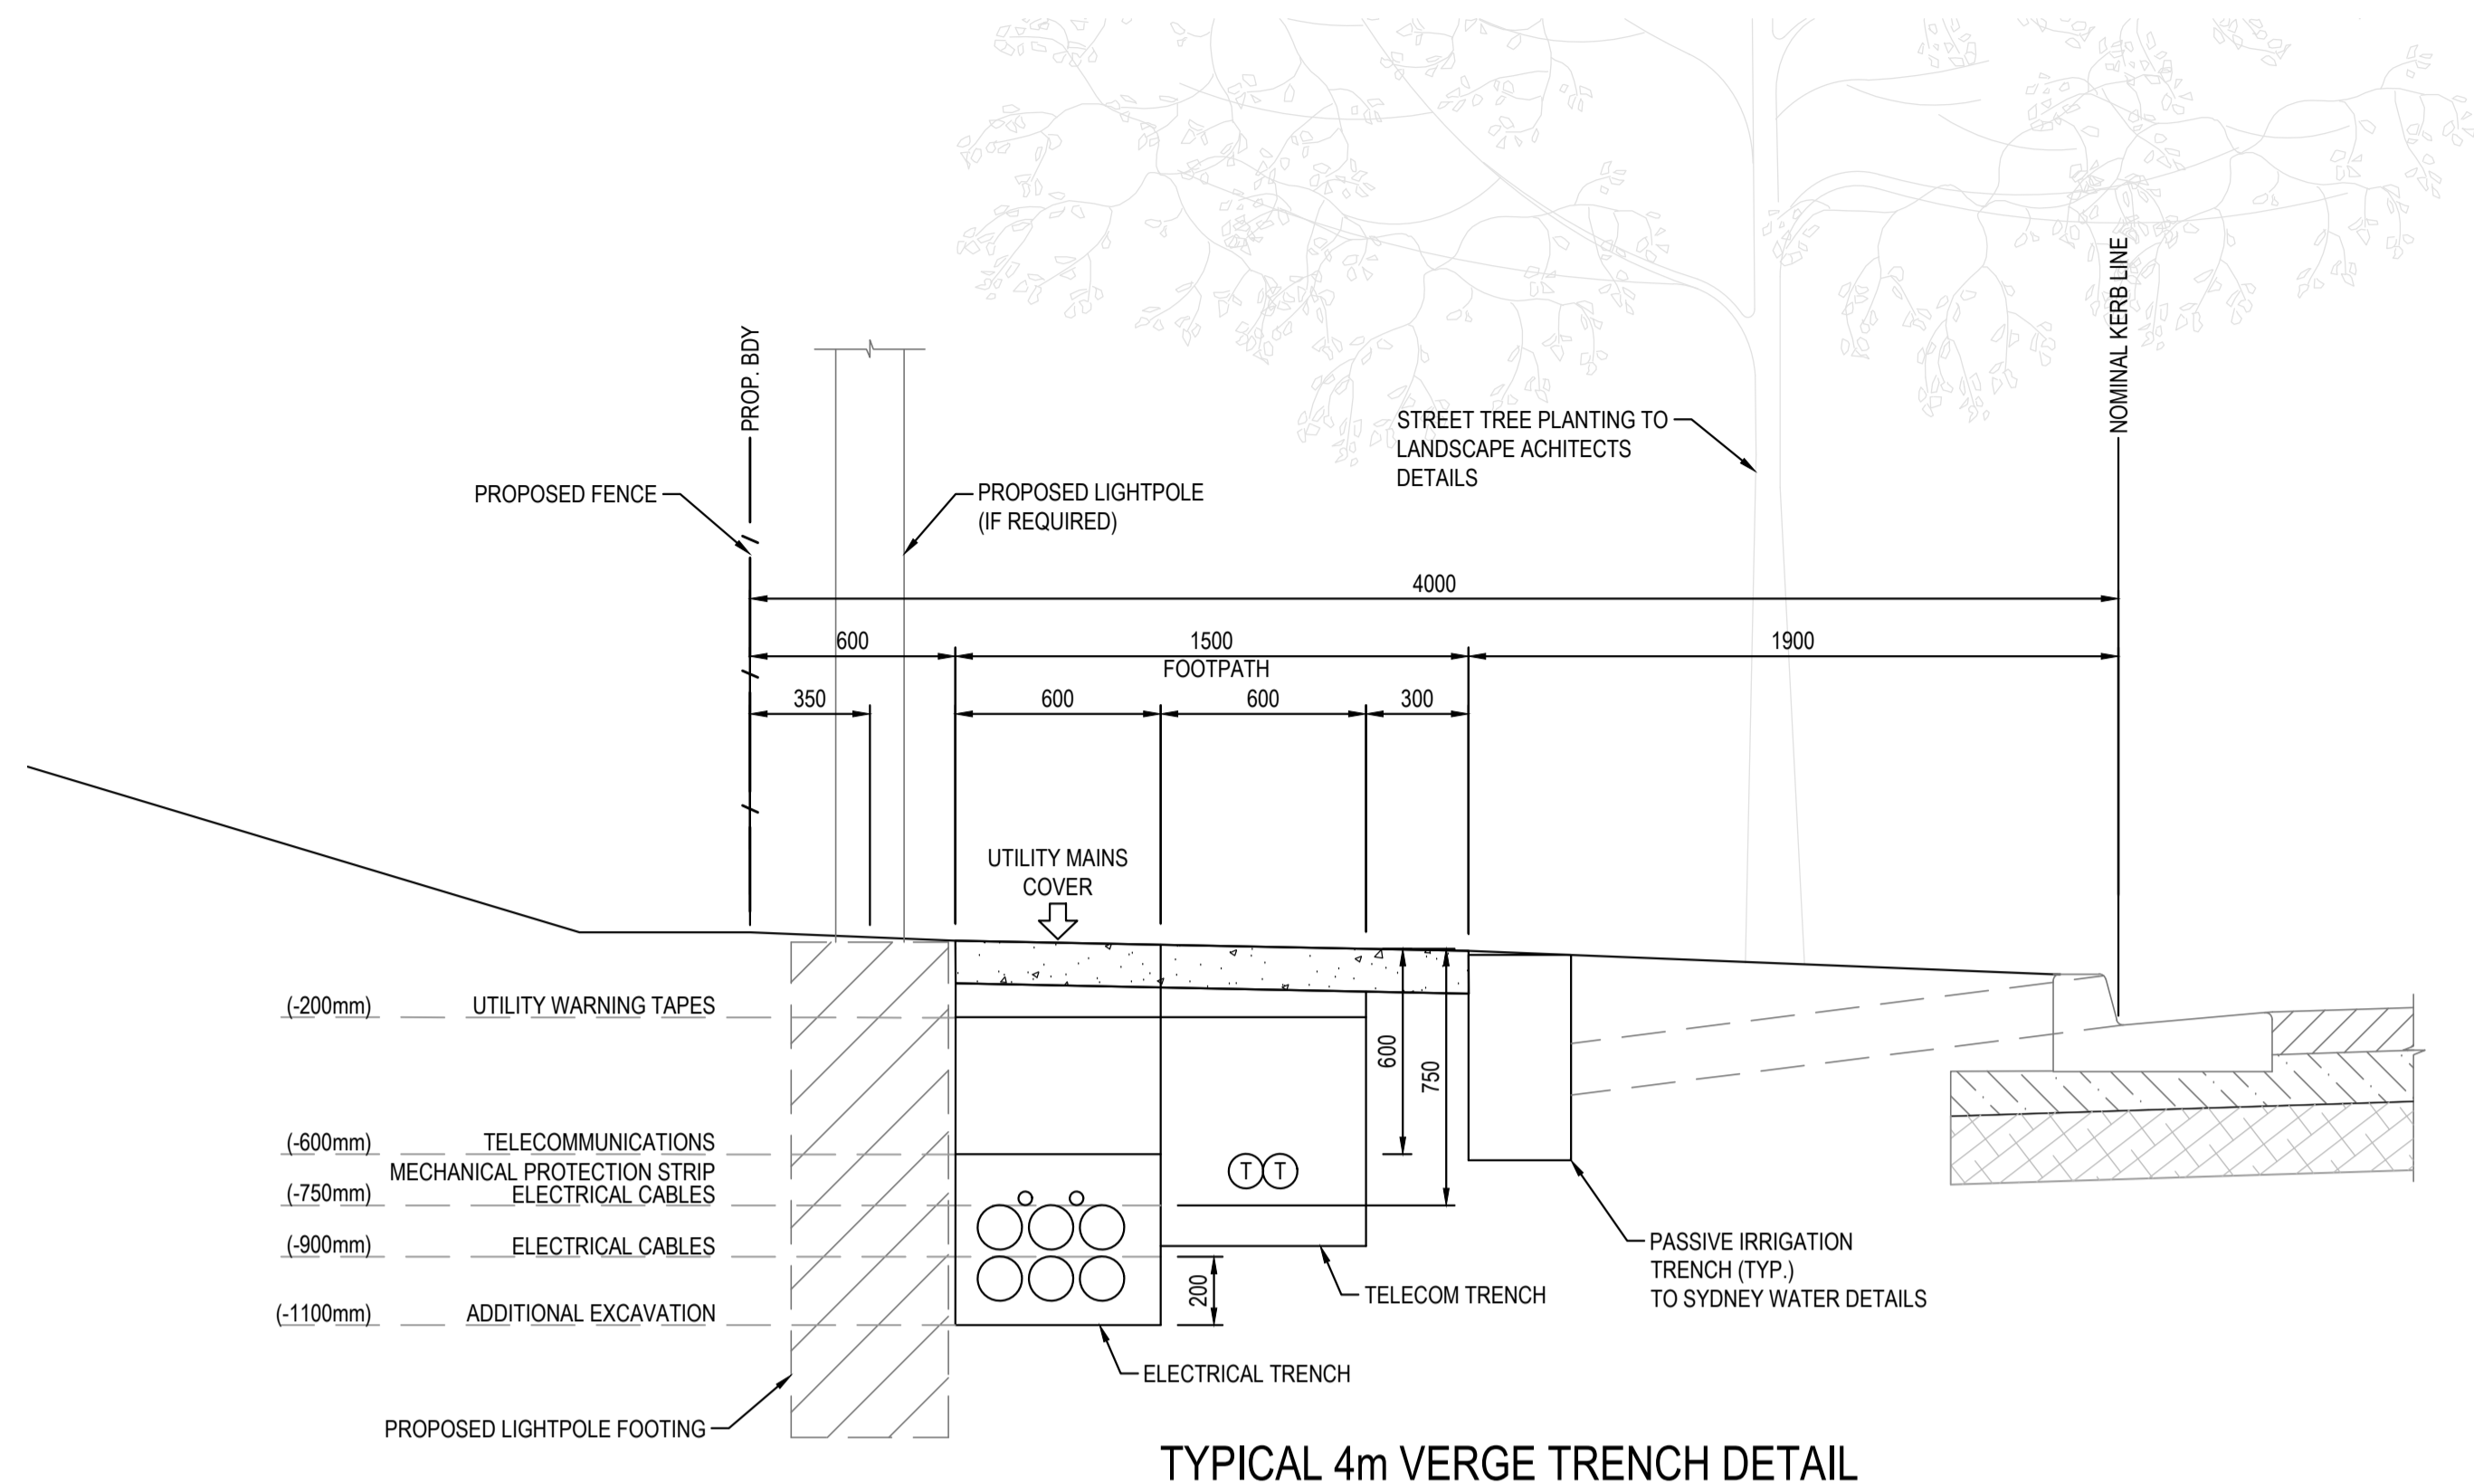 PROP. BDY
NOMINAL KERB LINE
STREET TREE PLANTING TO
LANDSCAPE ACHITECTS
DETAILS
PROPOSED FENCE
PROPOSED LIGHTPOLE
(IF REQUIRED)
4000
600
1500
1900
FOOTPATH
350
600
600
300
UTILITY MAINS
COVER
(-200mm) UTILITY WARNING TAPES
600
750
(-600mm) TELECOMMUNICATIONS
MECHANICAL PROTECTION STRIP
(-750mm) ELECTRICAL CABLES
T T
(-900mm) ELECTRICAL CABLES
PASSIVE IRRIGATION
TRENCH (TYP.)
TO SYDNEY WATER DETAILS
200
TELECOM TRENCH
(-1100mm) ADDITIONAL EXCAVATION
ELECTRICAL TRENCH
PROPOSED LIGHTPOLE FOOTING
TYPICAL 4m VERGE TRENCH DETAIL